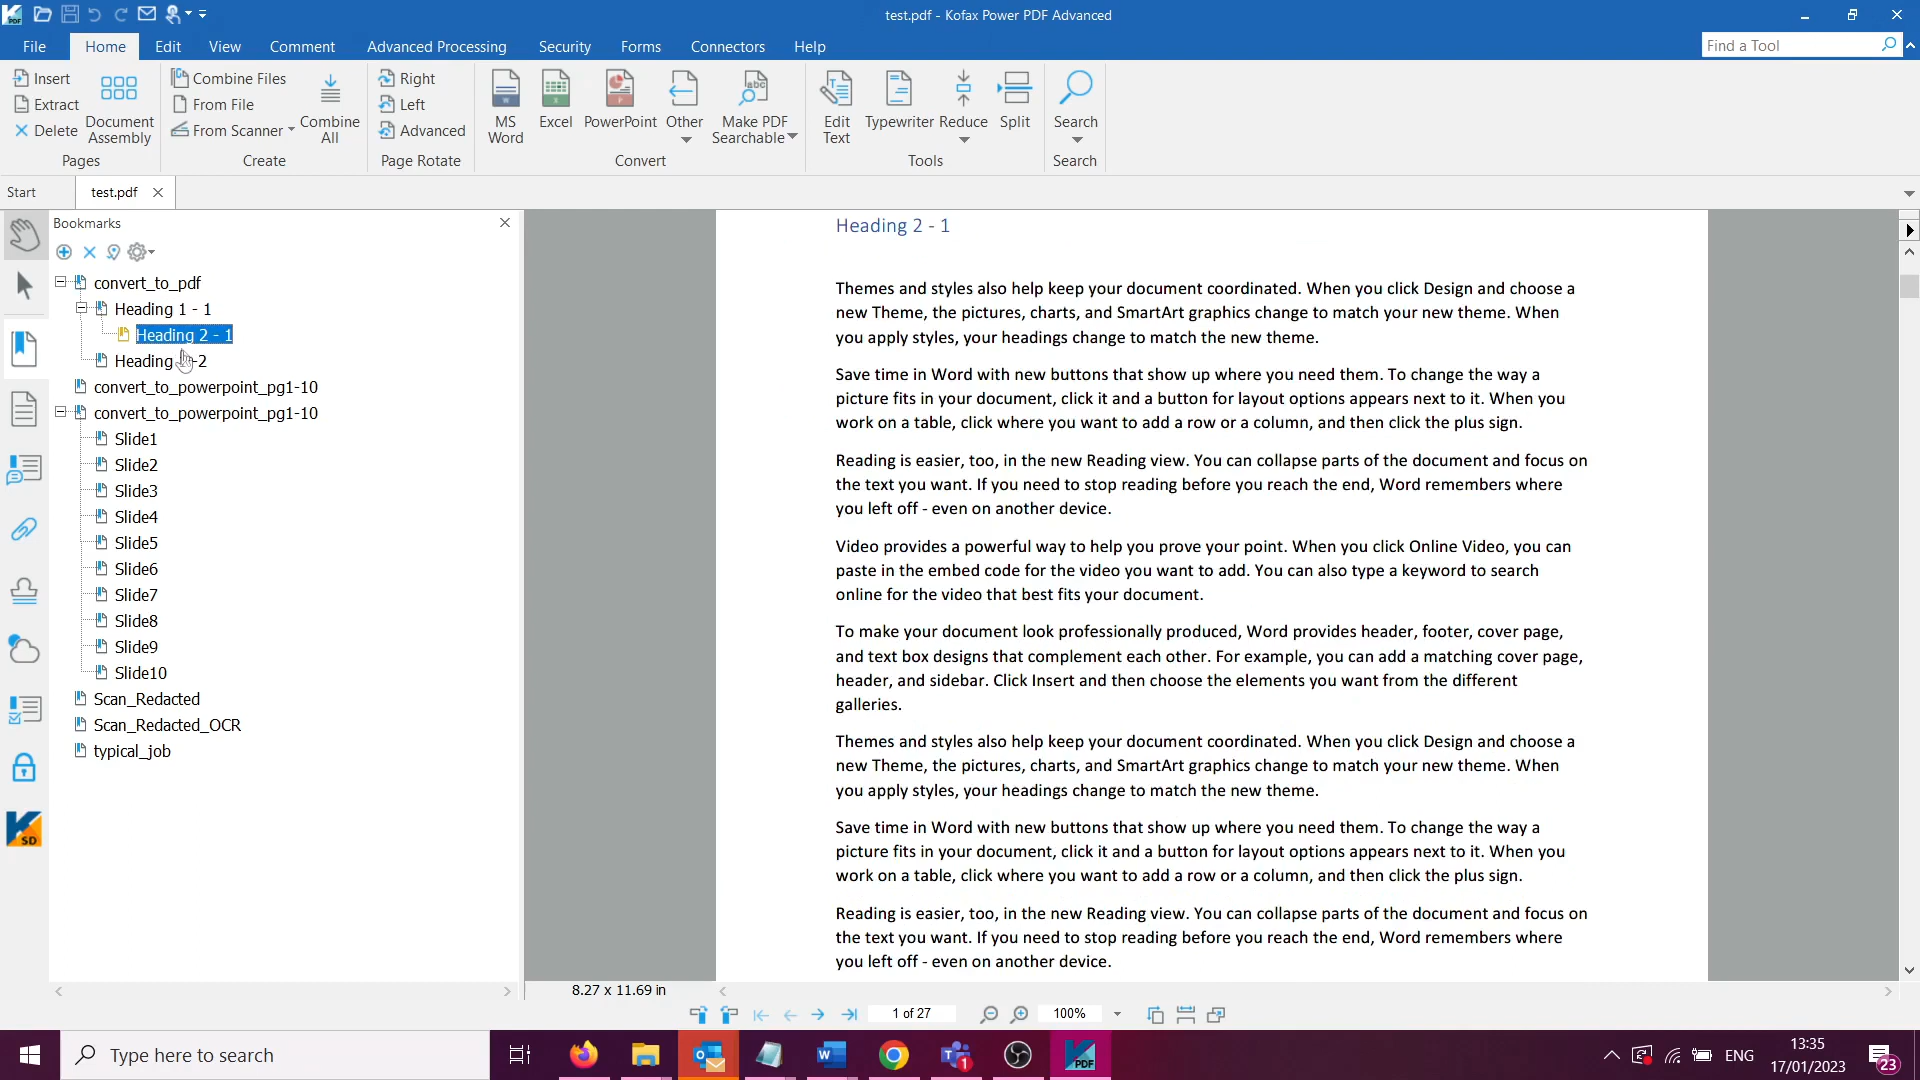 test.pdf - Kofax Power PDF Advanced
File Home Edit View Comment Advanced Processing Security Forms Connectors Help
Find a Tool
Insert
Extract
Delete
Document
Assembly
Pages
Combine Files
From File
From Scanner
Combine
All
Create
Right
Left
Advanced
Page Rotate
MS
Word
Excel
PowerPoint
Other
Make PDF
Searchable
Convert
Edit
Text
Typewriter
Reduce
Split
Tools
Search
Search
Start
test.pdf
Bookmarks
convert_to_pdf
Heading 1 - 1
Heading 2 - 1
Heading -2
convert_to_powerpoint_pg1-10
convert_to_powerpoint_pg1-10
Slide1
Slide2
Slide3
Slide4
Slide5
Slide6
Slide7
Slide8
Slide9
Slide10
Scan_Redacted
Scan_Redacted_OCR
typical_job
Heading 2 - 1
Themes and styles also help keep your document coordinated. When you click Design and choose a
new Theme, the pictures, charts, and SmartArt graphics change to match your new theme. When
you apply styles, your headings change to match the new theme.
Save time in Word with new buttons that show up where you need them. To change the way a
picture fits in your document, click it and a button for layout options appears next to it. When you
work on a table, click where you want to add a row or a column, and then click the plus sign.
Reading is easier, too, in the new Reading view. You can collapse parts of the document and focus on
the text you want. If you need to stop reading before you reach the end, Word remembers where
you left off - even on another device.
Video provides a powerful way to help you prove your point. When you click Online Video, you can
paste in the embed code for the video you want to add. You can also type a keyword to search
online for the video that best fits your document.
To make your document look professionally produced, Word provides header, footer, cover page,
and text box designs that complement each other. For example, you can add a matching cover page,
header, and sidebar. Click Insert and then choose the elements you want from the different
galleries.
Themes and styles also help keep your document coordinated. When you click Design and choose a
new Theme, the pictures, charts, and SmartArt graphics change to match your new theme. When
you apply styles, your headings change to match the new theme.
Save time in Word with new buttons that show up where you need them. To change the way a
picture fits in your document, click it and a button for layout options appears next to it. When you
work on a table, click where you want to add a row or a column, and then click the plus sign.
Reading is easier, too, in the new Reading view. You can collapse parts of the document and focus on
the text you want. If you need to stop reading before you reach the end, Word remembers where
you left off - even on another device.
8.27 x 11.69 in
1 of 27
100%
Type here to search
ENG
13:35
17/01/2023
23